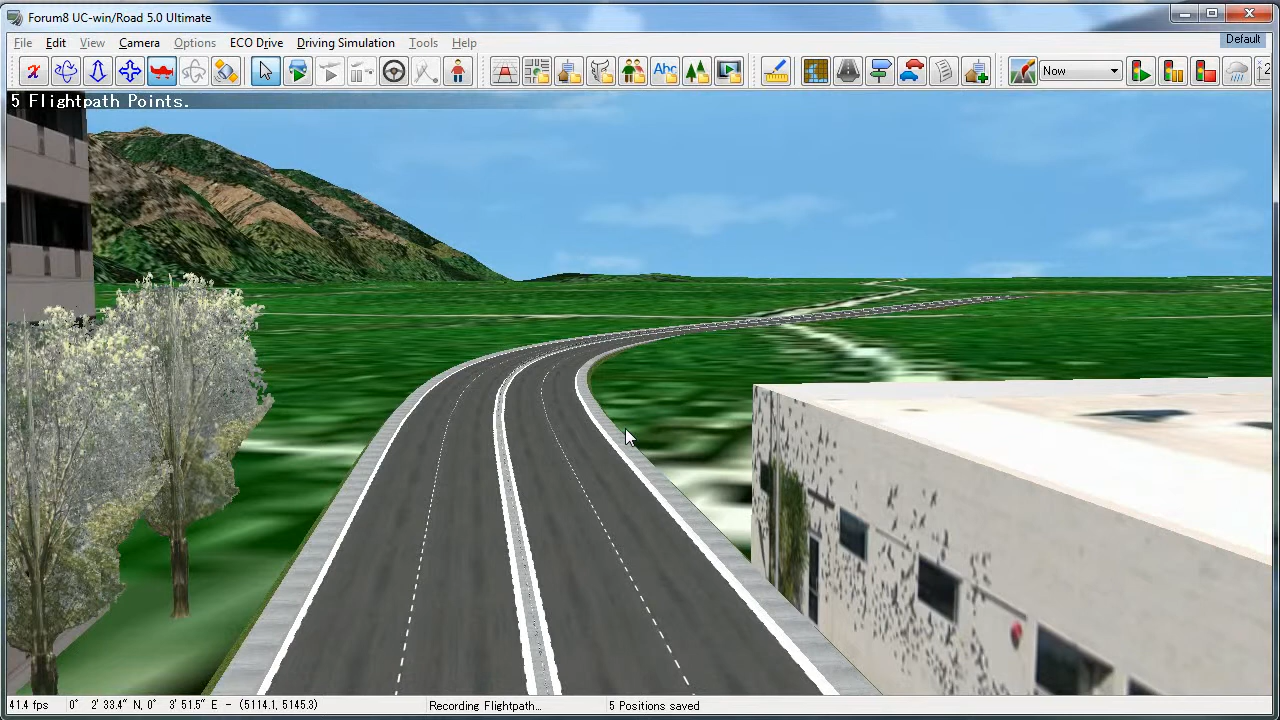 Forum8 UC-win/Road 5.0 Ultimate
File Edit View Camera Options ECO Drive Driving Simulation Tools Help Default
Abc Now
5 Flightpath Points.
41.4 fps 0° 2' 38.4" N, 0° 3' 51.5" E - (5114.1, 5145.3) Recording Flightpath... 5 Positions saved